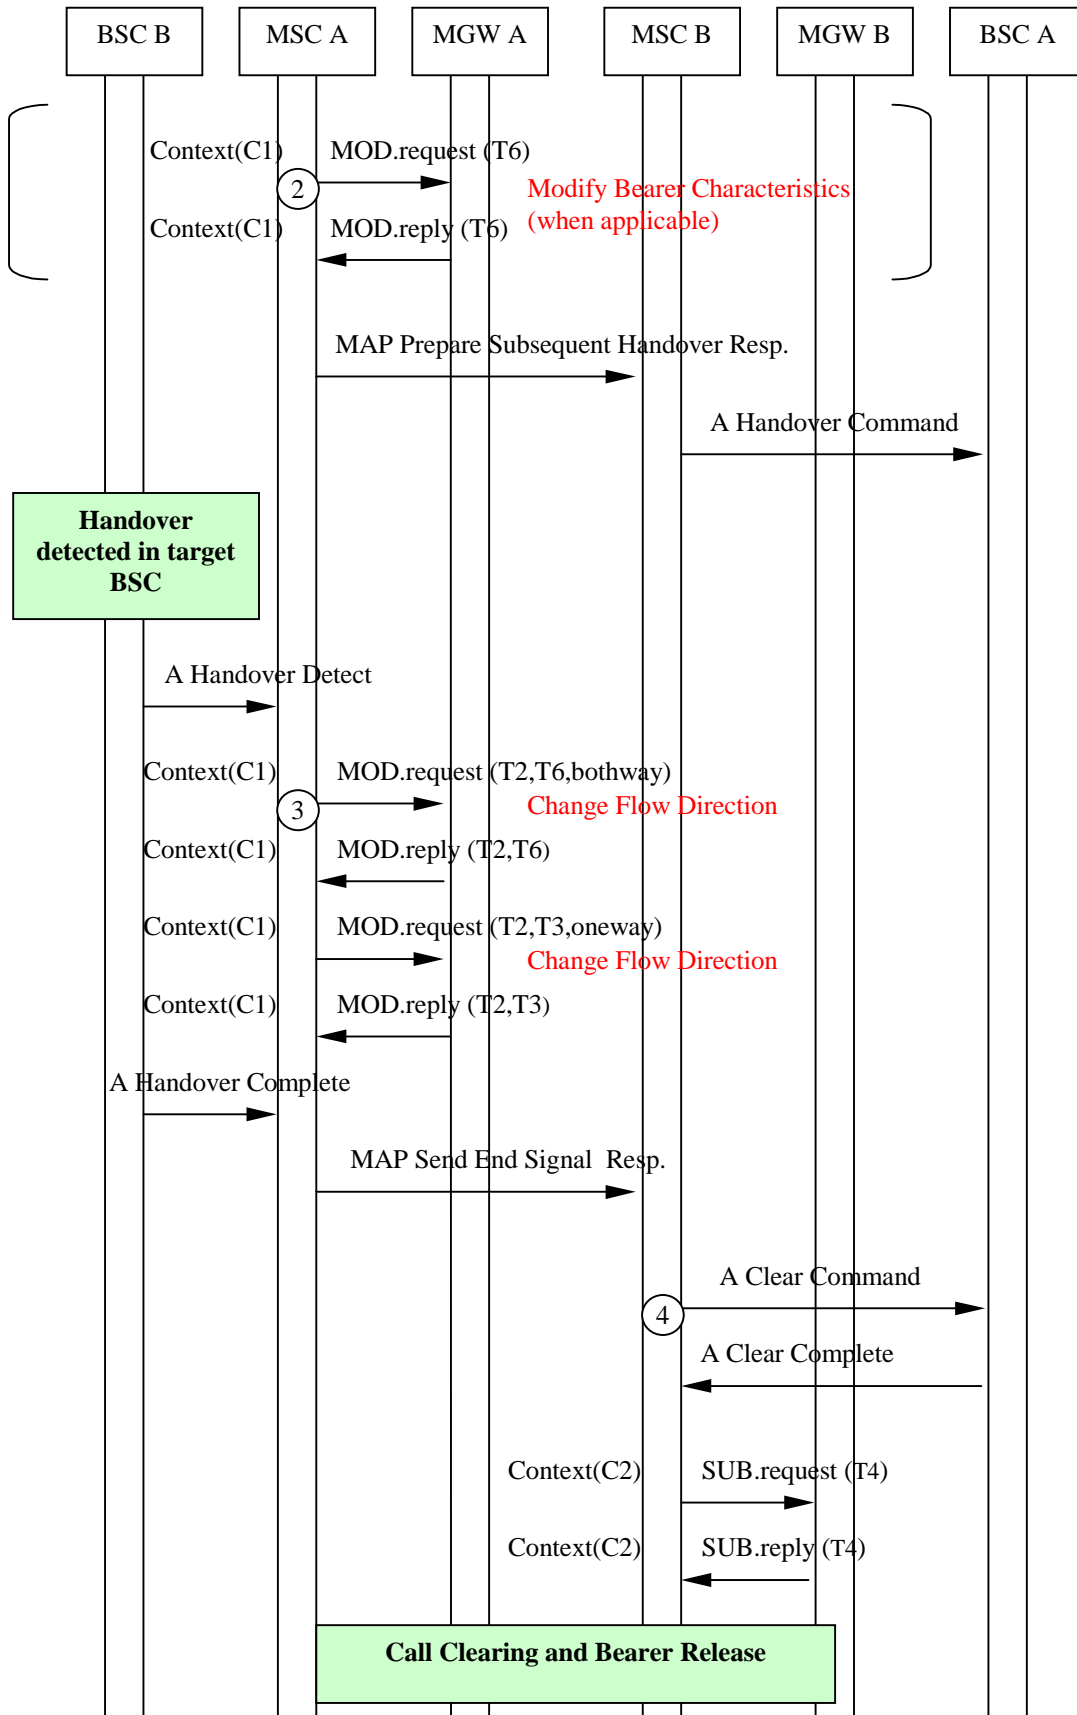 BSC B
MSC A
MGW A
MSC B
MGW B
BSC A
Context(C1)
MOD.request (T6)
2
Modify Bearer Characteristics
(when applicable)
Context(C1)
MOD.reply (T6)
MAP Prepare Subsequent Handover Resp.
A Handover Command
Handover
detected in target
BSC
A Handover Detect
Context(C1)
MOD.request (T2,T6,bothway)
3
Change Flow Direction
Context(C1)
MOD.reply (T2,T6)
Context(C1)
MOD.request (T2,T3,oneway)
Change Flow Direction
Context(C1)
MOD.reply (T2,T3)
A Handover Complete
MAP Send End Signal  Resp.
A Clear Command
4
A Clear Complete
Context(C2)
SUB.request (T4)
Context(C2)
SUB.reply (T4)
Call Clearing and Bearer Release